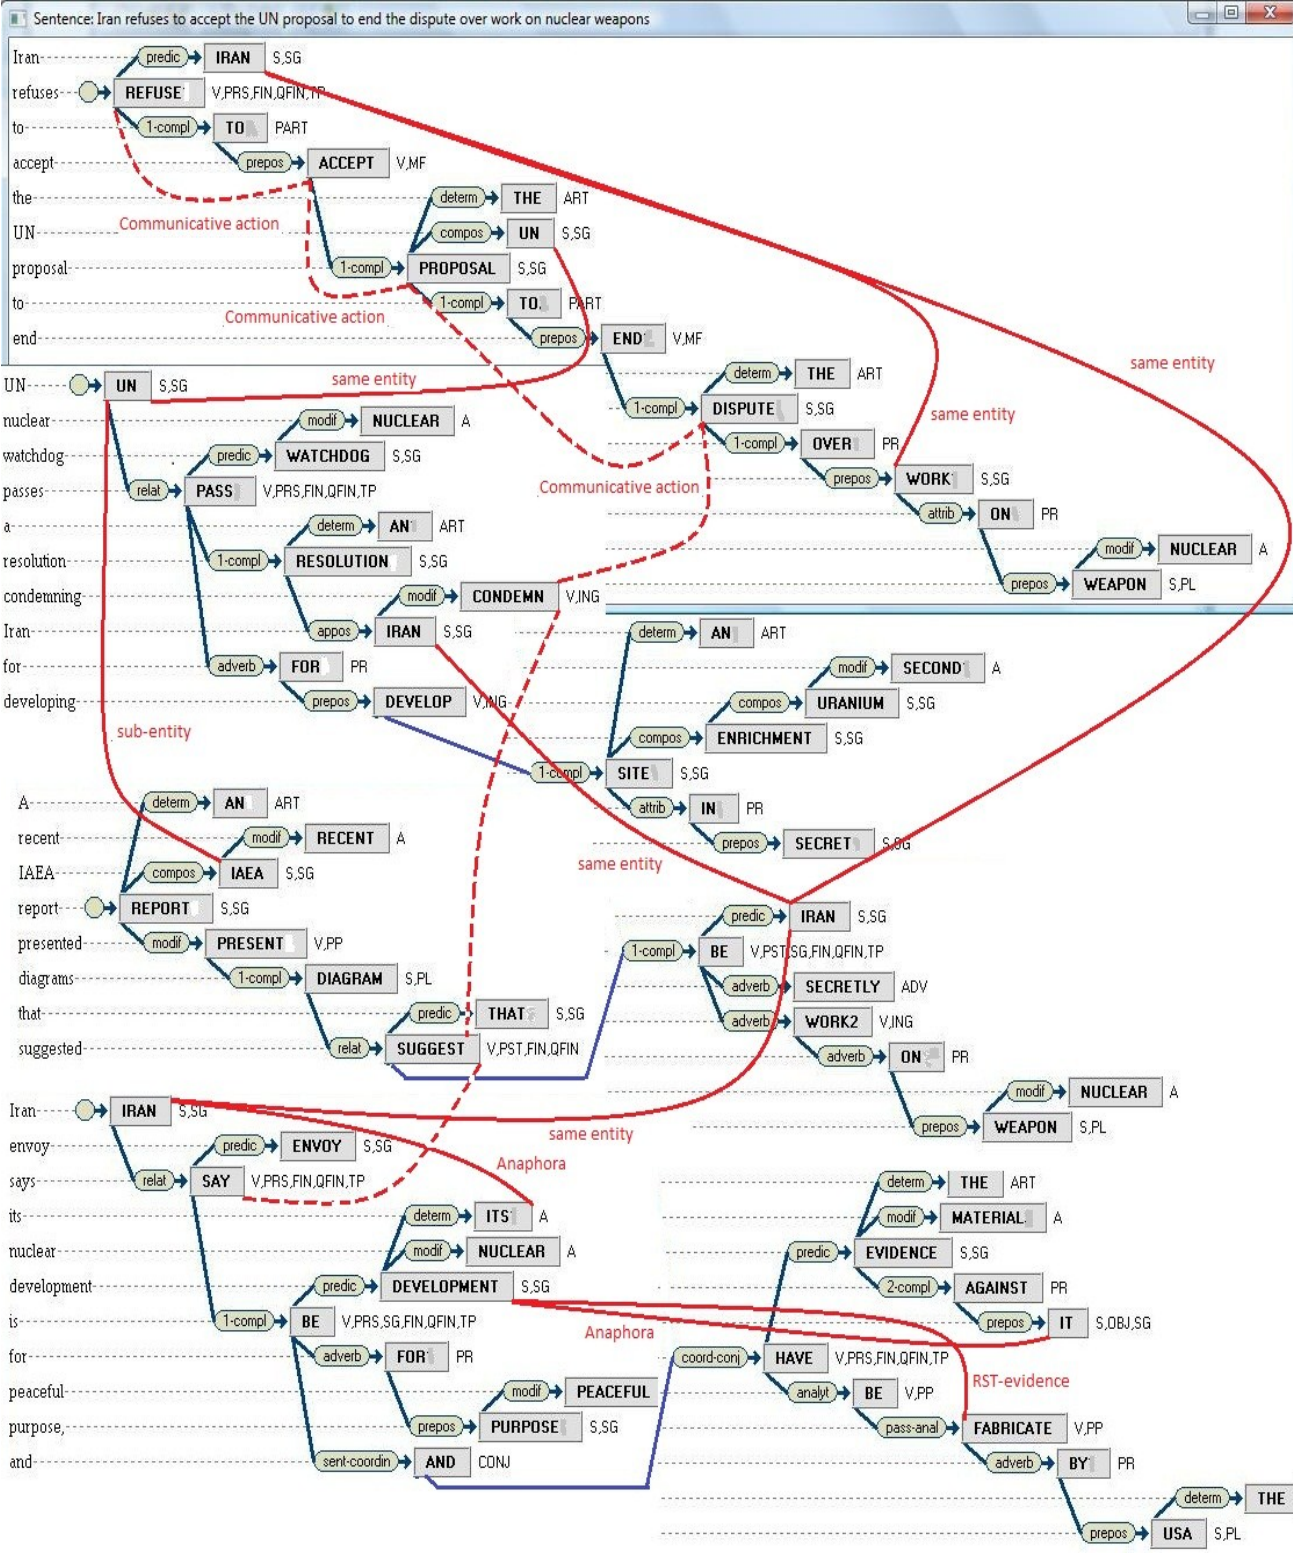 Sentence: Iran refuses to accept the UN proposal to end the dispute over work on nuclear weapons
Iran predic IRAN S,SG
refuses REFUSE V,PRS,FIN,QFIN,TP
to 1-compl TO PART
accept prepos ACCEPT V,MF
the determ THE ART
Communicative action
UN compos UN S,SG
proposal 1-compl PROPOSAL S,SG
to 1-compl TO PART
Communicative action
end prepos END V,MF
same entity
UN UN S,SG
same entity
determ THE ART
1-compl DISPUTE S,SG
same entity
nuclear modif NUCLEAR A
1-compl OVER PR
watchdog predic WATCHDOG S,SG
prepos WORK S,SG
passes relat PASS V,PRS,FIN,QFIN,TP
Communicative action
attrib ON PR
a determ AN ART
modif NUCLEAR A
resolution 1-compl RESOLUTION S,SG
prepos WEAPON S,PL
condemning modif CONDEMN V,ING
Iran appos IRAN S,SG
determ AN ART
for adverb FOR PR
modif SECOND A
developing prepos DEVELOP V,ING
compos URANIUM S,SG
sub-entity
compos ENRICHMENT S,SG
1-compl SITE S,SG
A determ AN ART
attrib IN PR
recent modif RECENT A
prepos SECRET S,SG
same entity
IAEA compos IAEA S,SG
report REPORT S,SG
predic IRAN S,SG
presented modif PRESENT V,PP
1-compl BE V,PST,SG,FIN,QFIN,TP
diagrams 1-compl DIAGRAM S,PL
adverb SECRETLY ADV
that predic THAT S,SG
adverb WORK2 V,ING
suggested relat SUGGEST V,PST,FIN,QFIN
adverb ON PR
modif NUCLEAR A
Iran IRAN S,SG
prepos WEAPON S,PL
same entity
envoy predic ENVOY S,SG
Anaphora
says relat SAY V,PRS,FIN,QFIN,TP
determ THE ART
its determ ITS A
modif MATERIAL A
nuclear modif NUCLEAR A
predic EVIDENCE S,SG
development predic DEVELOPMENT S,SG
2-compl AGAINST PR
is 1-compl BE V,PRS,SG,FIN,QFIN,TP
prepos IT S,OBJ,SG
Anaphora
for adverb FOR PR
coord-conj HAVE V,PRS,FIN,QFIN,TP
RST-evidence
peaceful modif PEACEFUL
analyt BE V,PP
purpose, prepos PURPOSE S,SG
pass-anal FABRICATE V,PP
and sent-coordin AND CONJ
adverb BY PR
determ THE
prepos USA S,PL